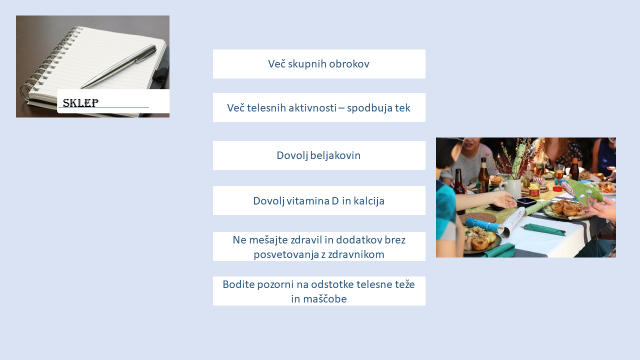 SKLEP
Več skupnih obrokov
Več telesnih aktivnosti – spodbuja tek
Dovolj beljakovin
Dovolj vitamina D in kalcija
Ne mešajte zdravil in dodatkov brez
posvetovanja z zdravnikom
Bodite pozorni na odstotke telesne teže
in maščobe